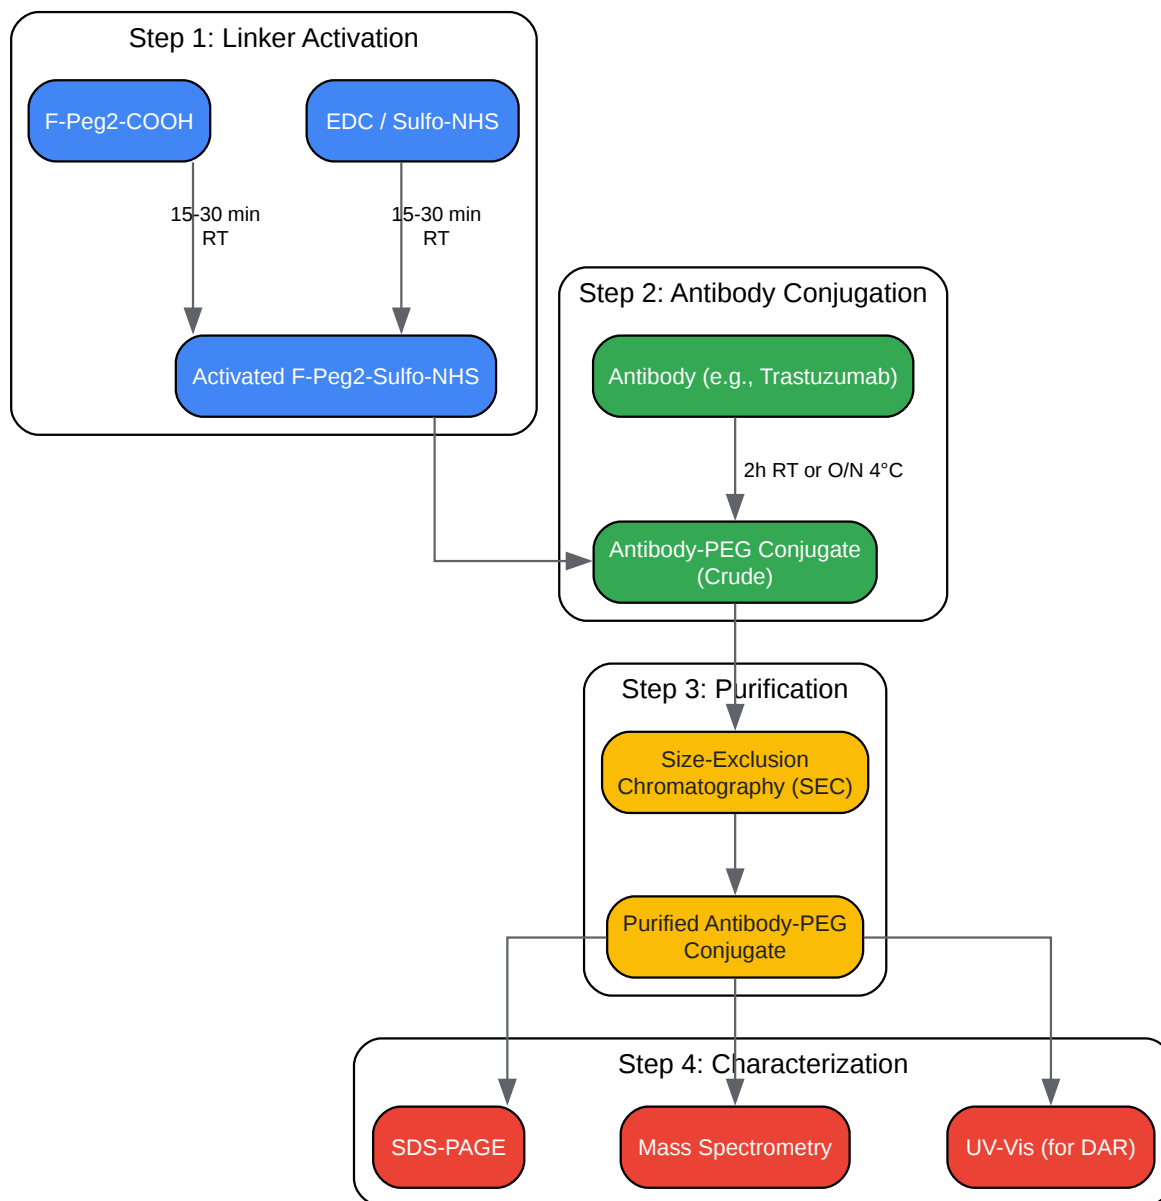 Step 1: Linker Activation
F-Peg2-COOH
EDC / Sulfo-NHS
15-30 min
RT
15-30 min
RT
Activated F-Peg2-Sulfo-NHS
Step 2: Antibody Conjugation
Antibody (e.g., Trastuzumab)
2h RT or O/N 4°C
Antibody-PEG Conjugate
(Crude)
Step 3: Purification
Size-Exclusion
Chromatography (SEC)
Purified Antibody-PEG
Conjugate
Step 4: Characterization
SDS-PAGE
Mass Spectrometry
UV-Vis (for DAR)